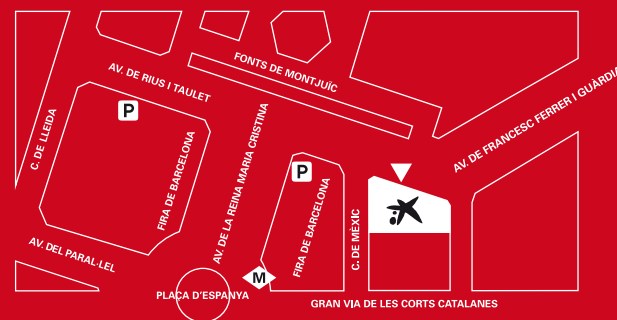 FONTS DE MONTJUÏC
AV. DE RIUS I TAULET
AV. DE FRANCESC FERRER I GUÀRDIA
P
C. DE LLEIDA
AV. DE LA REINA MARIA CRISTINA
FIRA DE BARCELONA
P
FIRA DE BARCELONA
C. DE MÈXIC
AV. DEL PARAL·LEL
M
PLAÇA D'ESPANYA
GRAN VIA DE LES CORTS CATALANES